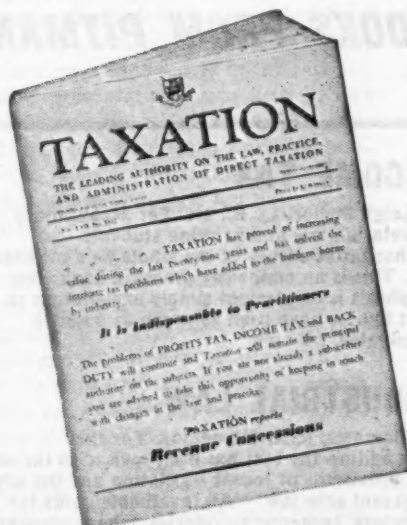 TAXATION
THE LEADING AUTHORITY ON THE LAW, PRACTICE,
AND ADMINISTRATION OF DIRECT TAXATION
TAXATION has proved of increasing
value during the last twenty-nine years and has solved the
intricate tax problems which have added to the burdens borne
by industry.
It is Indispensable to Practitioners
The problems of PROFITS TAX, INCOME TAX and BACK
DUTY will continue and Taxation will remain the principal
authority on the subjects. If you are not already a subscriber
you are advised to take this opportunity of keeping in touch
with changes in the law and practice.
TAXATION reports
Revenue Concessions